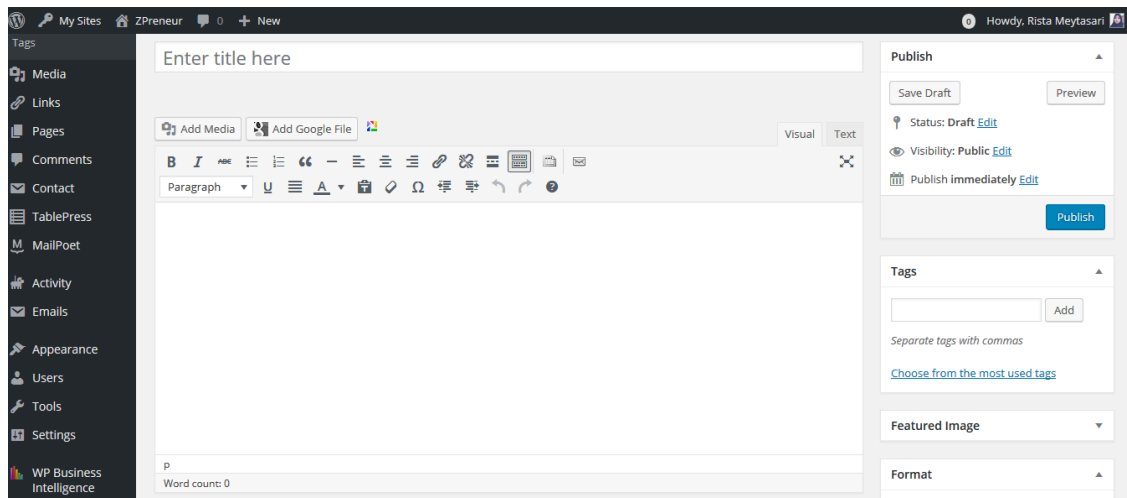 My Sites ZPreneur 0 + New 0 Howdy, Rista Meytasari
Tags
Media
Links
Pages
Comments
Contact
TablePress
MailPoet
Activity
Emails
Appearance
Users
Tools
Settings
WP Business
Intelligence
Enter title here
Add Media Add Google File
Visual Text
B I ABC
Paragraph U A Ω
p
Word count: 0
Publish
Save Draft Preview
Status: Draft Edit
Visibility: Public Edit
Publish immediately Edit
Publish
Tags
Add
Separate tags with commas
Choose from the most used tags
Featured Image
Format